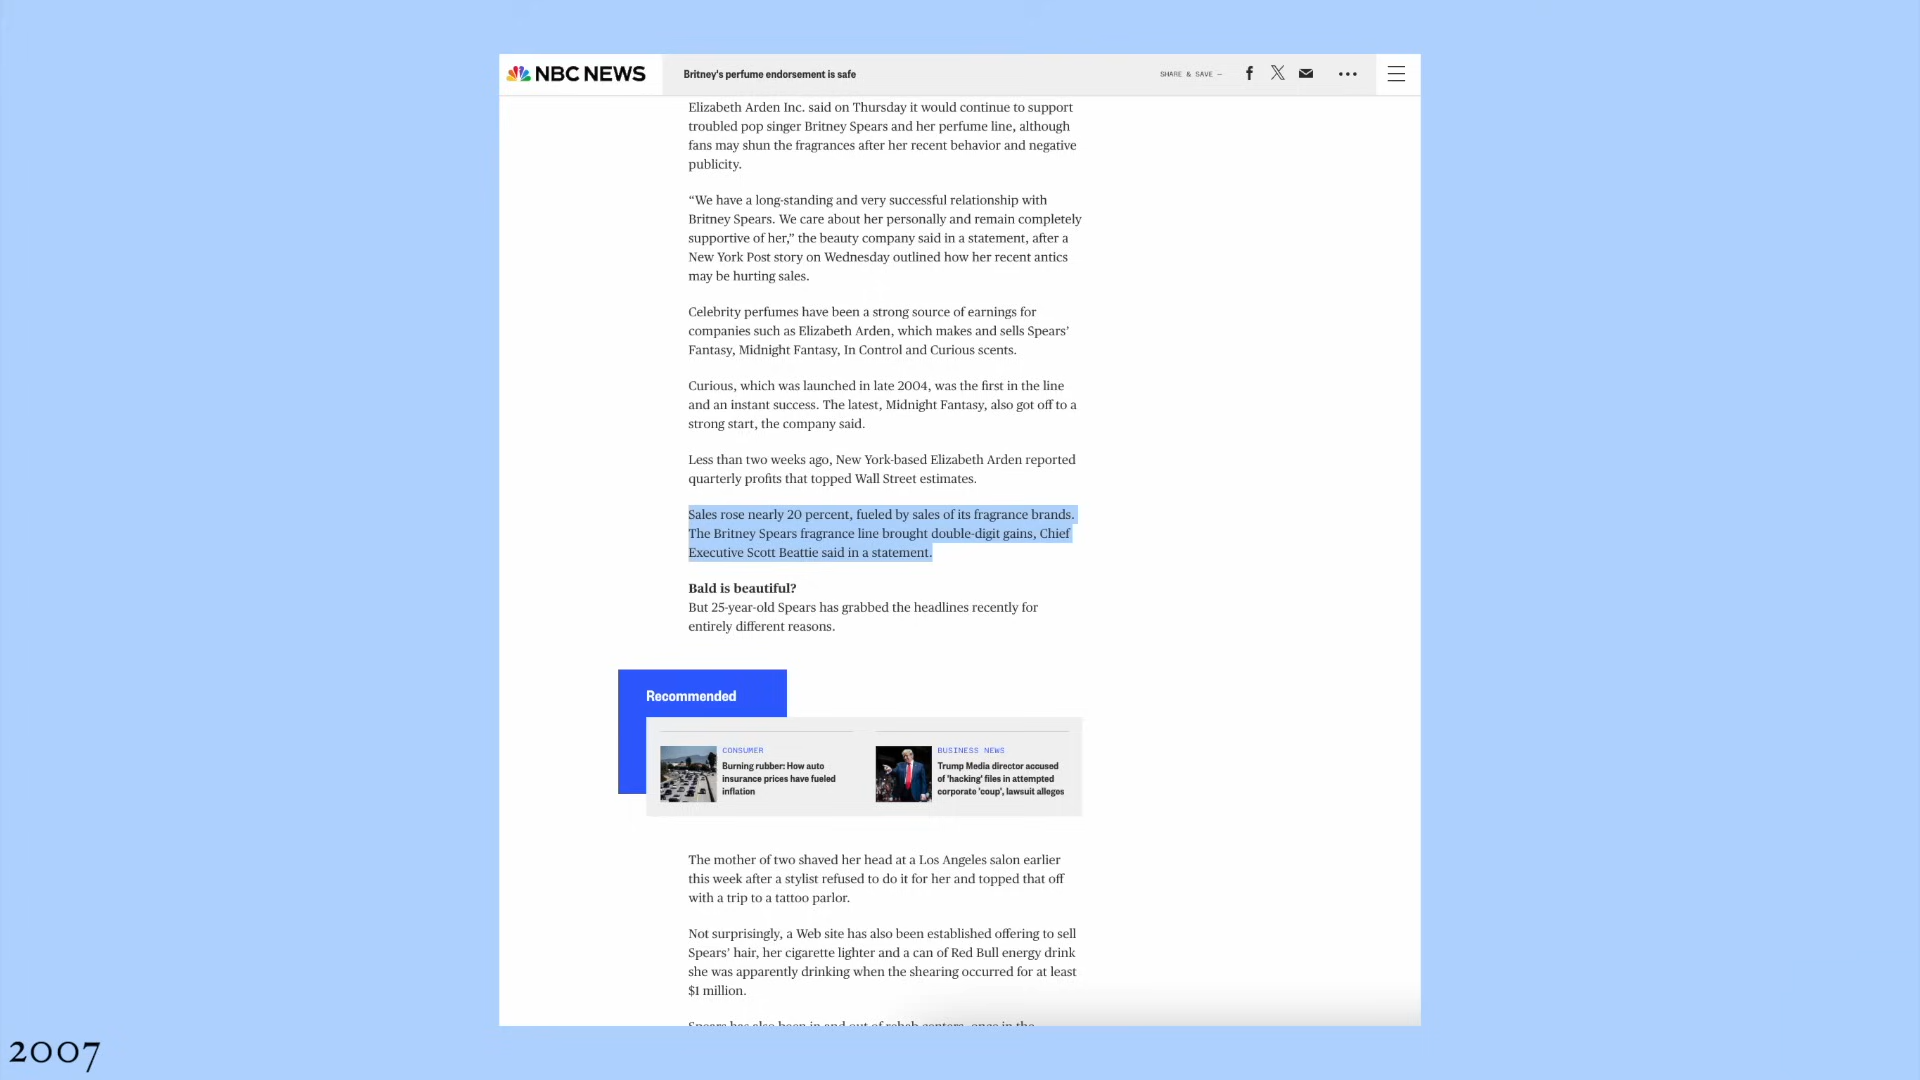 NBC NEWS
Britney's perfume endorsement is safe
SHARE & SAVE —
Elizabeth Arden Inc. said on Thursday it would continue to support
troubled pop singer Britney Spears and her perfume line, although
fans may shun the fragrances after her recent behavior and negative
publicity.
“We have a long-standing and very successful relationship with
Britney Spears. We care about her personally and remain completely
supportive of her,” the beauty company said in a statement, after a
New York Post story on Wednesday outlined how her recent antics
may be hurting sales.
Celebrity perfumes have been a strong source of earnings for
companies such as Elizabeth Arden, which makes and sells Spears’
Fantasy, Midnight Fantasy, In Control and Curious scents.
Curious, which was launched in late 2004, was the first in the line
and an instant success. The latest, Midnight Fantasy, also got off to a
strong start, the company said.
Less than two weeks ago, New York-based Elizabeth Arden reported
quarterly profits that topped Wall Street estimates.
Sales rose nearly 20 percent, fueled by sales of its fragrance brands.
The Britney Spears fragrance line brought double-digit gains, Chief
Executive Scott Beattie said in a statement.
Bald is beautiful?
But 25-year-old Spears has grabbed the headlines recently for
entirely different reasons.
Recommended
CONSUMER
Burning rubber: How auto
insurance prices have fueled
inflation
BUSINESS NEWS
Trump Media director accused
of 'hacking' files in attempted
corporate 'coup', lawsuit alleges
The mother of two shaved her head at a Los Angeles salon earlier
this week after a stylist refused to do it for her and topped that off
with a trip to a tattoo parlor.
Not surprisingly, a Web site has also been established offering to sell
Spears’ hair, her cigarette lighter and a can of Red Bull energy drink
she was apparently drinking when the shearing occurred for at least
$1 million.
Spears has also been in and out of rehab centers, once in the
2007